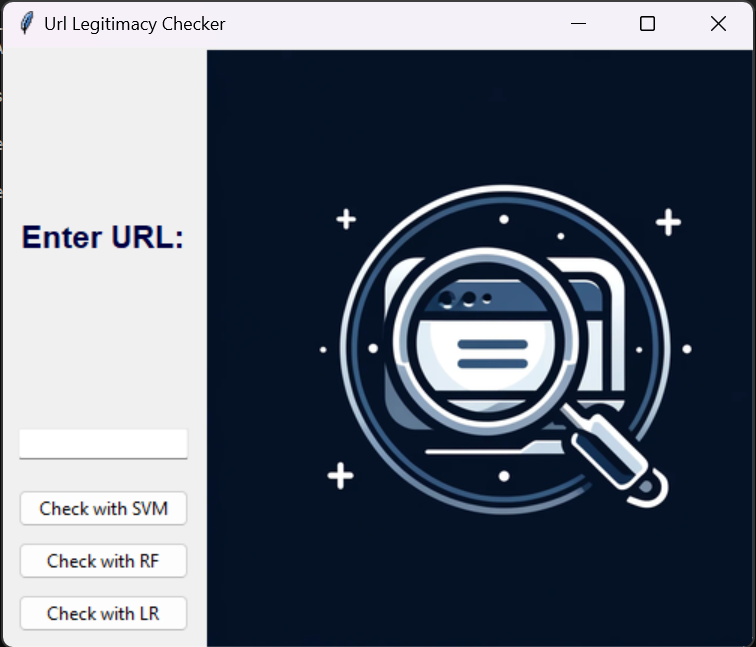 Url Legitimacy Checker
Enter URL:
Check with SVM
Check with RF
Check with LR